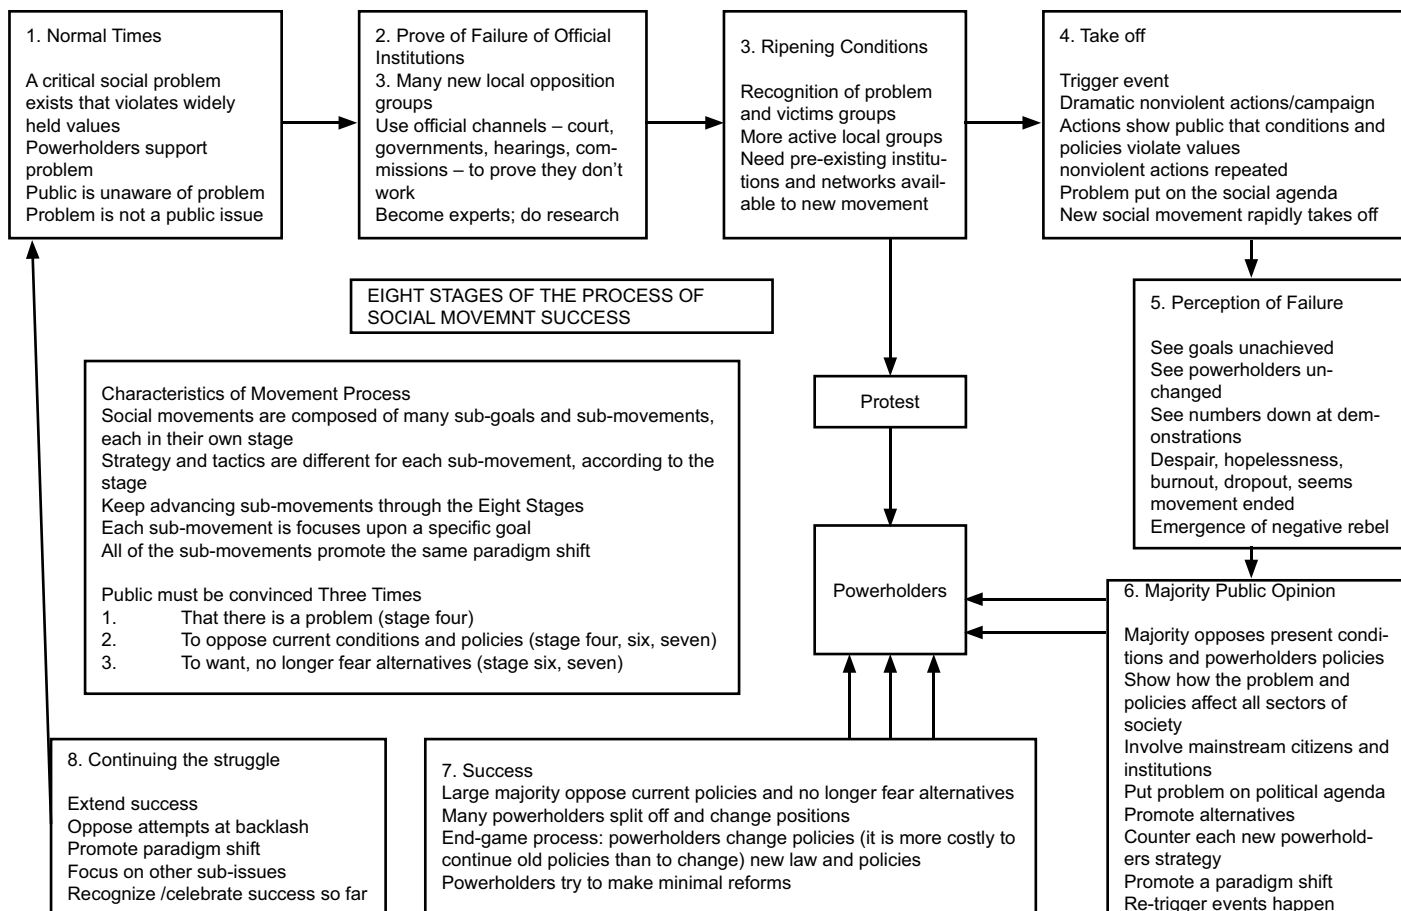 1. Normal Times
A critical social problem
exists that violates widely
held values
Powerholders support
problem
Public is unaware of problem
Problem is not a public issue
2. Prove of Failure of Official
Institutions
3. Many new local opposition
groups
Use official channels – court,
governments, hearings, com-
missions – to prove they don't
work
Become experts; do research
3. Ripening Conditions
Recognition of problem
and victims groups
More active local groups
Need pre-existing institu-
tions and networks avail-
able to new movement
4. Take off
Trigger event
Dramatic nonviolent actions/campaign
Actions show public that conditions and
policies violate values
nonviolent actions repeated
Problem put on the social agenda
New social movement rapidly takes off
EIGHT STAGES OF THE PROCESS OF
SOCIAL MOVEMNT SUCCESS
5. Perception of Failure
See goals unachieved
See powerholders un-
changed
See numbers down at dem-
onstrations
Despair, hopelessness,
burnout, dropout, seems
movement ended
Emergence of negative rebel
Characteristics of Movement Process
Social movements are composed of many sub-goals and sub-movements,
each in their own stage
Strategy and tactics are different for each sub-movement, according to the
stage
Keep advancing sub-movements through the Eight Stages
Each sub-movement is focuses upon a specific goal
All of the sub-movements promote the same paradigm shift
Public must be convinced Three Times
1. That there is a problem (stage four)
2. To oppose current conditions and policies (stage four, six, seven)
3. To want, no longer fear alternatives (stage six, seven)
Protest
Powerholders
6. Majority Public Opinion
Majority opposes present condi-
tions and powerholders policies
Show how the problem and
policies affect all sectors of
society
Involve mainstream citizens and
institutions
Put problem on political agenda
Promote alternatives
Counter each new powerhold-
ers strategy
Promote a paradigm shift
Re-trigger events happen
7. Success
Large majority oppose current policies and no longer fear alternatives
Many powerholders split off and change positions
End-game process: powerholders change policies (it is more costly to
continue old policies than to change) new law and policies
Powerholders try to make minimal reforms
8. Continuing the struggle
Extend success
Oppose attempts at backlash
Promote paradigm shift
Focus on other sub-issues
Recognize /celebrate success so far